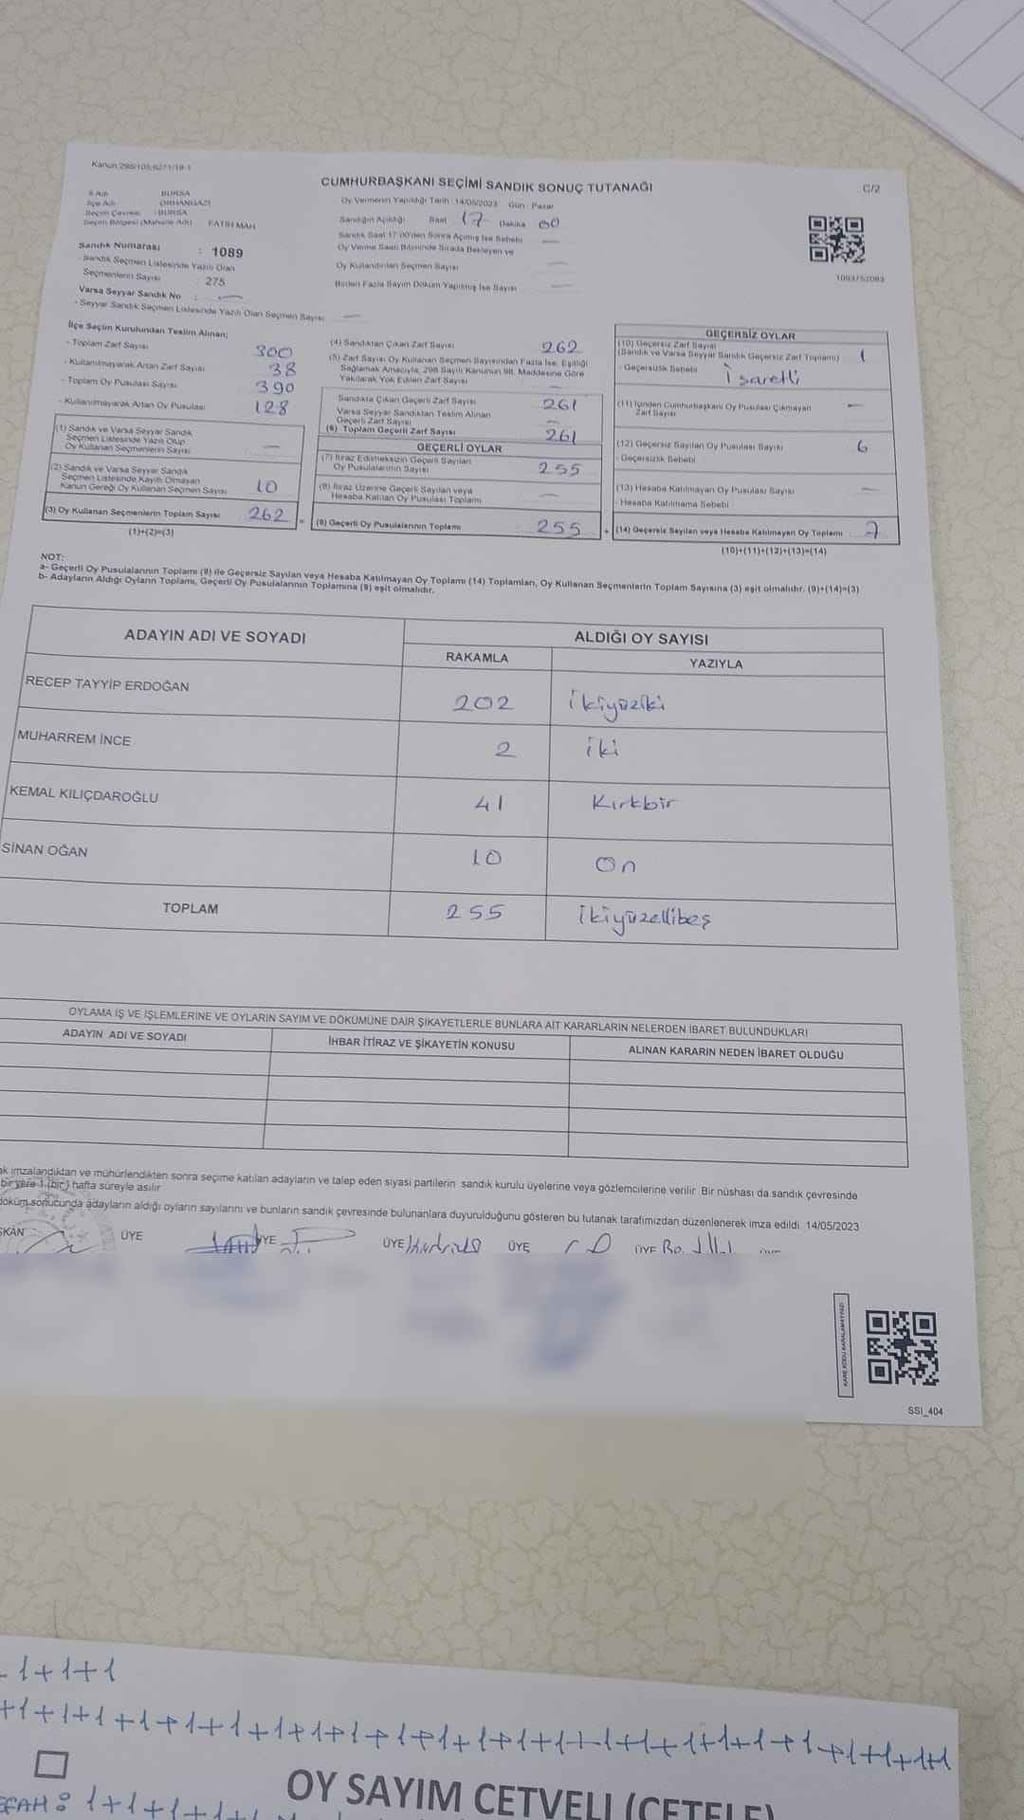 Kanun:298/105,6271/19-1
CUMHURBAŞKANI SEÇİMİ SANDIK SONUÇ TUTANAĞI
C/2
İl Adı : BURSA
İlçe Adı : ORHANGAZİ
Seçim Çevresi : BURSA
Seçim Bölgesi (Mahalle Adı) : FATİH MAH
Sandık Numarası : 1089
- Sandık Seçmen Listesinde Yazılı Olan
Seçmenlerin Sayısı : 275
Varsa Seyyar Sandık No : —
- Seyyar Sandık Seçmen Listesinde Yazılı Olan Seçmen Sayısı —
Oy Vermenin Yapıldığı Tarih :14/05/2023 Gün : Pazar
Sandığın Açıldığı Saat 17 Dakika 00
Sandık Saat 17:00'den Sonra Açılmış İse Sebebi —
Oy Verme Saati Bitiminde Sırada Bekleyen ve
Oy Kullandırılan Seçmen Sayısı —
Birden Fazla Sayım Döküm Yapılmış İse Sayısı —
1093752083
İlçe Seçim Kurulundan Teslim Alınan;
- Toplam Zarf Sayısı 300
- Kullanılmayarak Artan Zarf Sayısı 38
- Toplam Oy Pusulası Sayısı 390
- Kullanılmayarak Artan Oy Pusulası 128
(1) Sandık ve Varsa Seyyar Sandık
Seçmen Listesinde Yazılı Olup
Oy Kullanan Seçmenlerin Sayısı —
(2) Sandık ve Varsa Seyyar Sandık
Seçmen Listesinde Kayıtlı Olmayan
Kanun Gereği Oy Kullanan Seçmen Sayısı 10
(3) Oy Kullanan Seçmenlerin Toplam Sayısı 262
(1)+(2)=(3)
(4) Sandıktan Çıkan Zarf Sayısı 262
(5) Zarf Sayısı Oy Kullanan Seçmen Sayısından Fazla İse, Eşitliği
Sağlamak Amacıyla, 298 Sayılı Kanunun 98. Maddesine Göre
Yakılarak Yok Edilen Zarf Sayısı —
Sandıkta Çıkan Geçerli Zarf Sayısı 261
Varsa Seyyar Sandıktan Teslim Alınan
Geçerli Zarf Sayısı —
(6) Toplam Geçerli Zarf Sayısı 261
GEÇERLİ OYLAR
(7) İtiraz Edilmeksizin Geçerli Sayılan
Oy Pusulalarının Sayısı 255
(8) İtiraz Üzerine Geçerli Sayılan veya
Hesaba Katılan Oy Pusulası Toplamı —
(9) Geçerli Oy Pusulalarının Toplamı 255
GEÇERSİZ OYLAR
(10) Geçersiz Zarf Sayısı
(Sandık ve Varsa Seyyar Sandık Geçersiz Zarf Toplamı) 1
- Geçersizlik Sebebi İşaretli
(11) İçinden Cumhurbaşkanı Oy Pusulası Çıkmayan
Zarf Sayısı —
(12) Geçersiz Sayılan Oy Pusulası Sayısı 6
- Geçersizlik Sebebi
(13) Hesaba Katılmayan Oy Pusulası Sayısı —
- Hesaba Katılmama Sebebi
(14) Geçersiz Sayılan veya Hesaba Katılmayan Oy Toplamı 7
(10)+(11)+(12)+(13)=(14)
NOT:
a- Geçerli Oy Pusulalarının Toplamı (9) ile Geçersiz Sayılan veya Hesaba Katılmayan Oy Toplamı (14) Toplamları, Oy Kullanan Seçmenlerin Toplam Sayısına (3) eşit olmalıdır. (9)+(14)=(3)
b- Adayların Aldığı Oyların Toplamı, Geçerli Oy Pusulalarının Toplamına (9) eşit olmalıdır.
ADAYIN ADI VE SOYADI ALDIĞI OY SAYISI
RAKAMLA YAZIYLA
RECEP TAYYİP ERDOĞAN 202 İkiyüziki
MUHARREM İNCE 2 İki
KEMAL KILIÇDAROĞLU 41 Kırkbir
SİNAN OĞAN 10 On
TOPLAM 255 İkiyüzellibeş
OYLAMA İŞ VE İŞLEMLERİNE VE OYLARIN SAYIM VE DÖKÜMÜNE DAİR ŞİKAYETLERLE BUNLARA AİT KARARLARIN NELERDEN İBARET BULUNDUKLARI
ADAYIN ADI VE SOYADI İHBAR İTİRAZ VE ŞİKAYETİN KONUSU ALINAN KARARIN NEDEN İBARET OLDUĞU
ak imzalandıktan ve mühürlendikten sonra seçime katılan adayların ve talep eden siyasi partilerin sandık kurulu üyelerine veya gözlemcilerine verilir. Bir nüshası da sandık çevresinde
bir yere 1 (bir) hafta süreyle asılır.
döküm sonucunda adayların aldığı oyların sayılarını ve bunların sandık çevresinde bulunanlara duyurulduğunu gösteren bu tutanak tarafımızdan düzenlenerek imza edildi. 14/05/2023
ŞKAN ÜYE ÜYE ÜYE ÜYE ÜYE
KARE KODU KARALAMAYINIZ!
SSI_404
1+1+1
+1+1+1+1+1+1+1+1+1+1+1+1+1+1+1+1+1+1+1+1+1+1+1+1+1+1+1
OY SAYIM CETVELİ (ÇETELE)